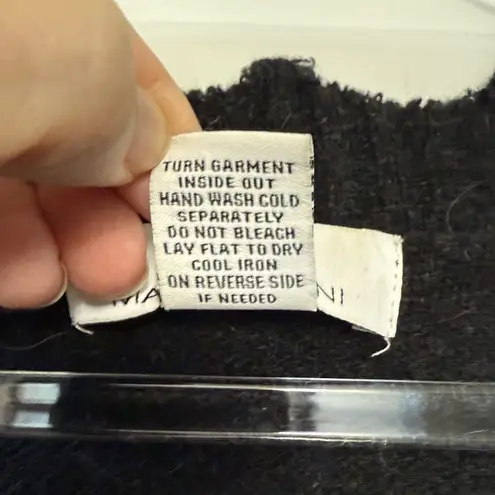 TURN GARMENT
INSIDE OUT
HAND WASH COLD
SEPARATELY
DO NOT BLEACH
LAY FLAT TO DRY
COOL IRON
ON REVERSE SIDE
IF NEEDED